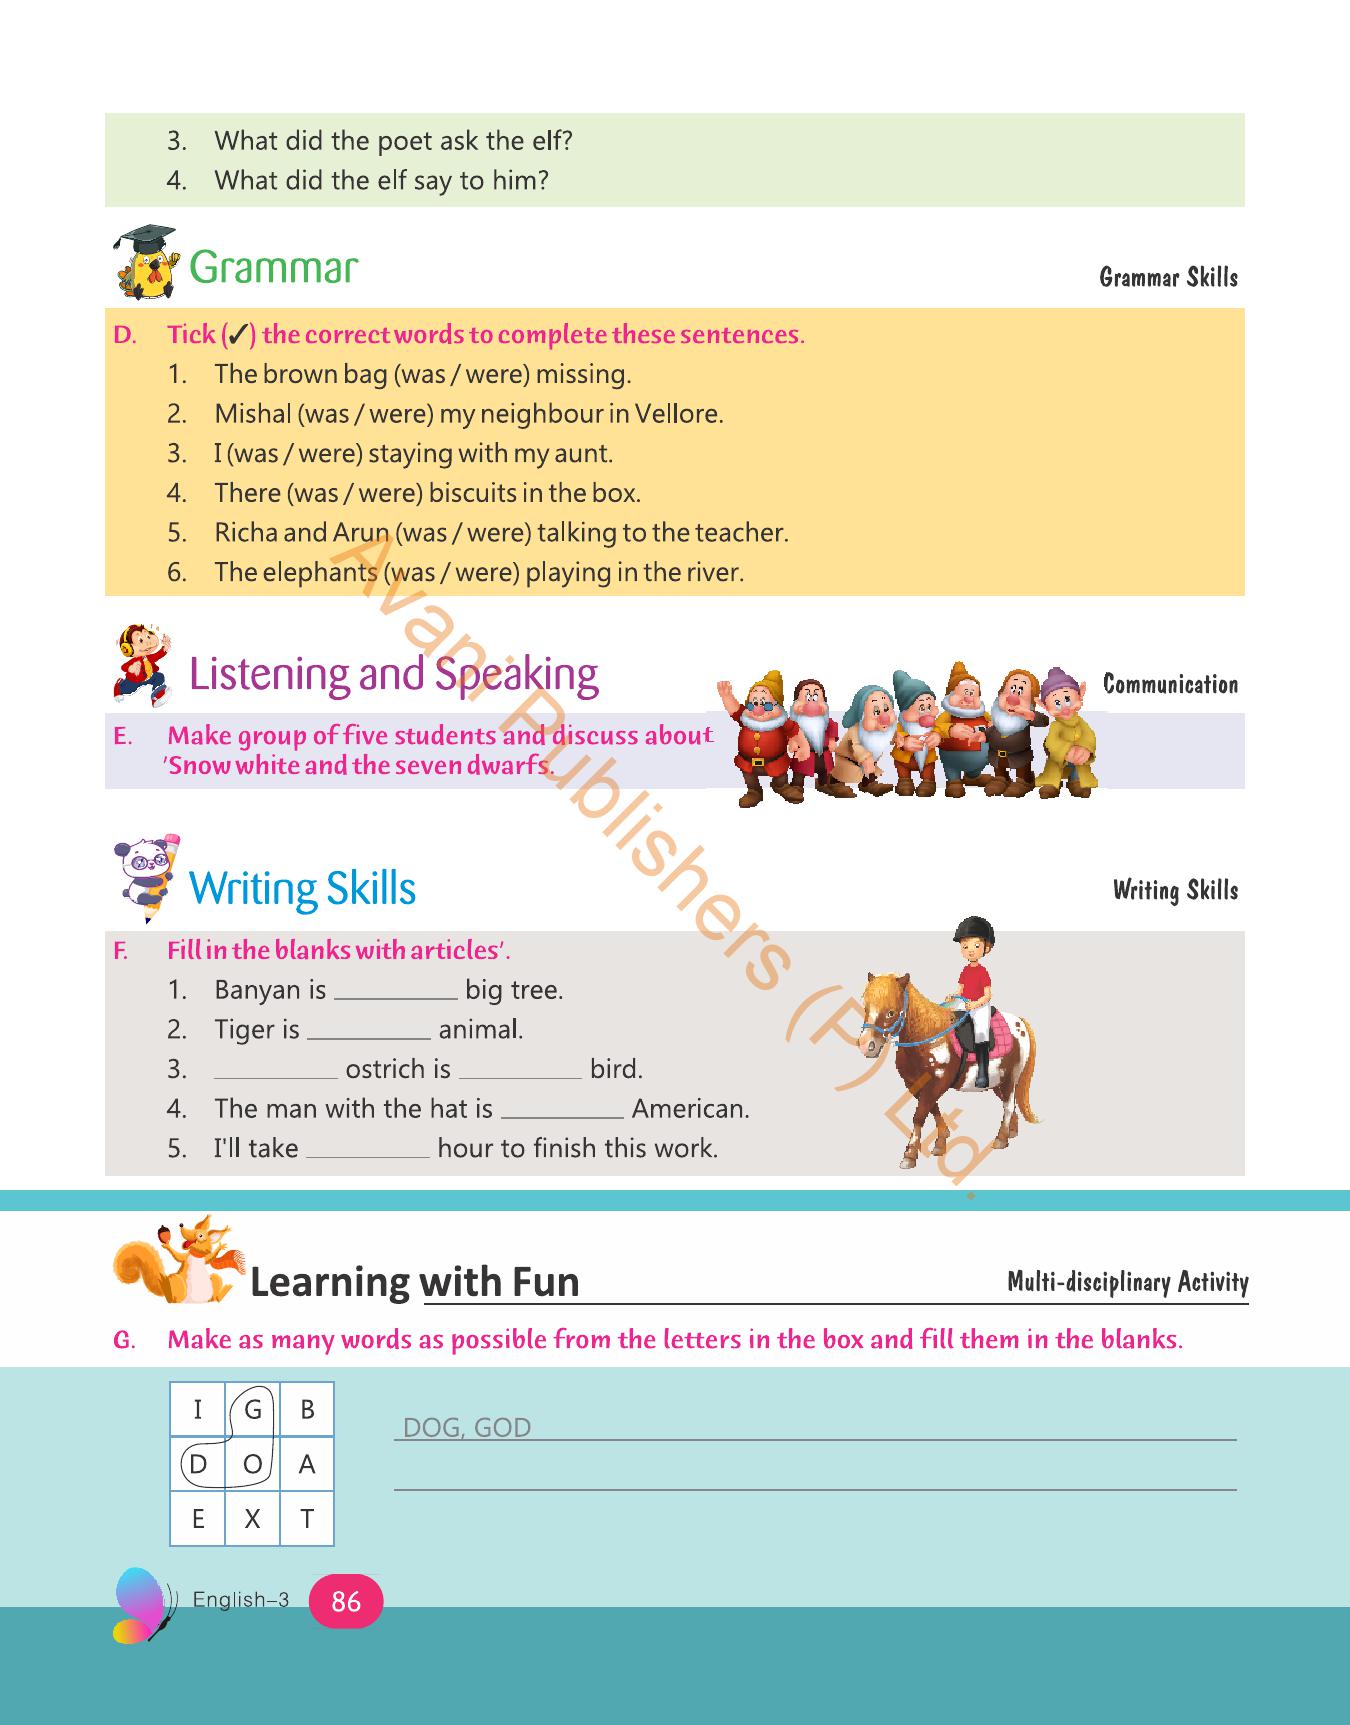 3. What did the poet ask the elf?
4. What did the elf say to him?
Grammar
Grammar Skills
D. Tick (✓) the correct words to complete these sentences.
1. The brown bag (was / were) missing.
2. Mishal (was / were) my neighbour in Vellore.
3. I (was / were) staying with my aunt.
4. There (was / were) biscuits in the box.
5. Richa and Arun (was / were) talking to the teacher.
6. The elephants (was / were) playing in the river.
Listening and Speaking
Communication
E. Make group of five students and discuss about
'Snow white and the seven dwarfs.
Writing Skills
Writing Skills
F. Fill in the blanks with articles'.
1. Banyan is __________ big tree.
2. Tiger is __________ animal.
3. __________ ostrich is __________ bird.
4. The man with the hat is __________ American.
5. I'll take __________ hour to finish this work.
Avani Publishers (P) Ltd.
Learning with Fun
Multi-disciplinary Activity
G. Make as many words as possible from the letters in the box and fill them in the blanks.
I G B
DOG, GOD
D O A
E X T
English–3 86